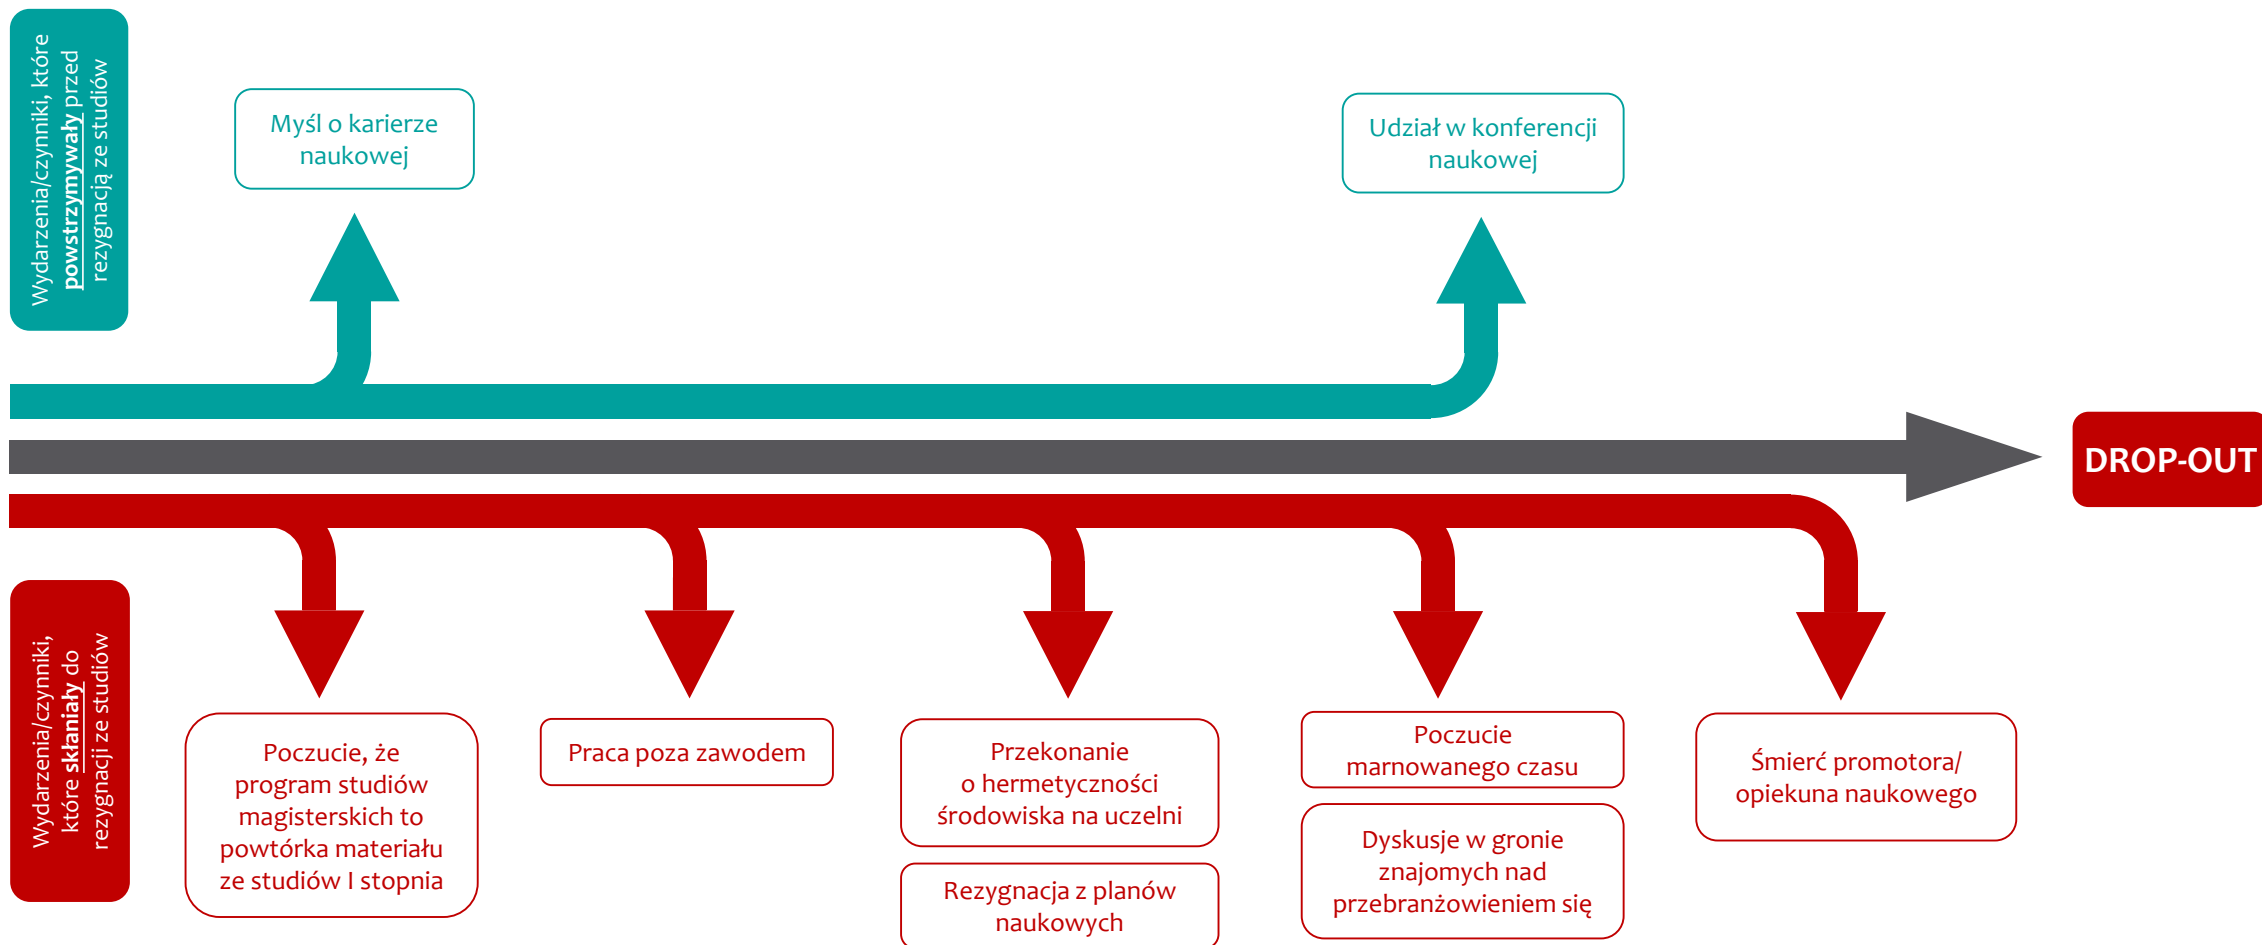 Wydarzenia/czynniki, które
powstrzymywały przed
rezygnacją ze studiów
Myśl o karierze
naukowej
Udział w konferencji
naukowej
DROP-OUT
Wydarzenia/czynniki,
które skłaniały do
rezygnacji ze studiów
Poczucie, że
program studiów
magisterskich to
powtórka materiału
ze studiów I stopnia
Praca poza zawodem
Przekonanie
o hermetyczności
środowiska na uczelni
Rezygnacja z planów
naukowych
Poczucie
marnowanego czasu
Dyskusje w gronie
znajomych nad
przebranżowieniem się
Śmierć promotora/
opiekuna naukowego